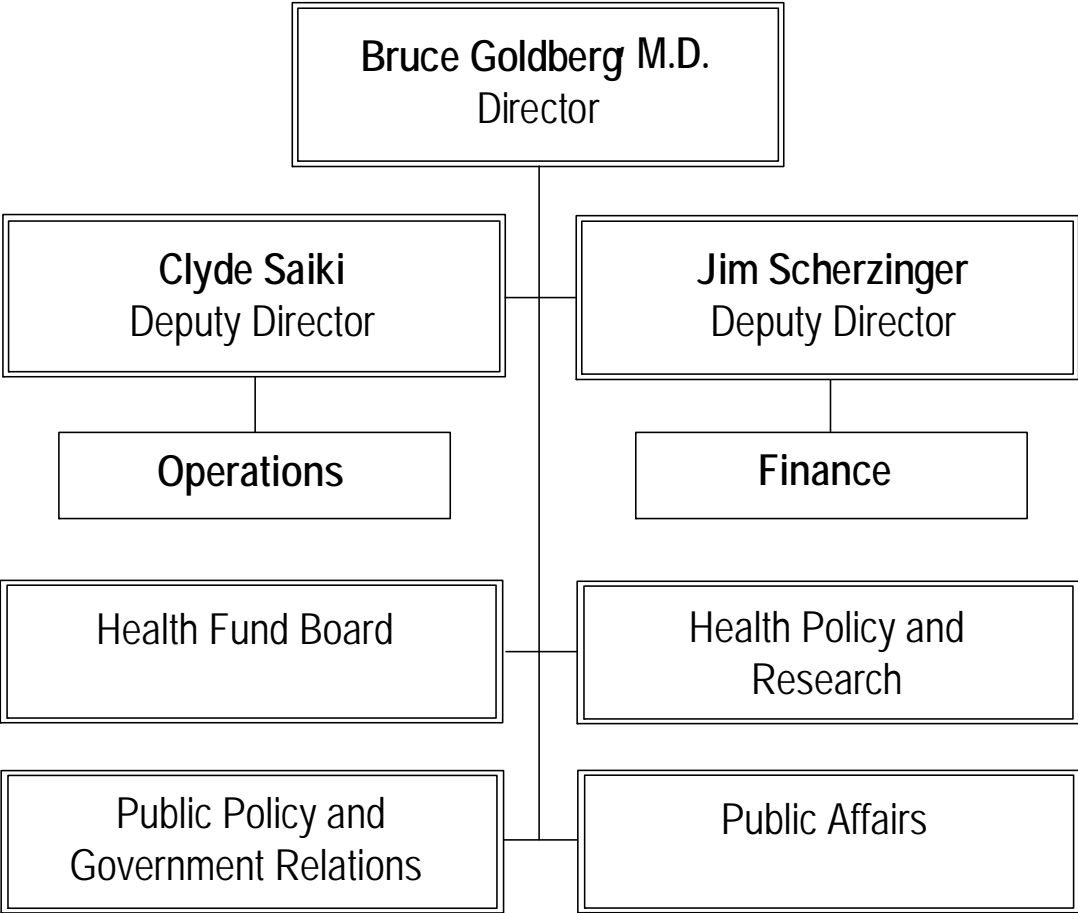 Bruce Goldberg, M.D.
Director
Clyde Saiki
Deputy Director
Jim Scherzinger
Deputy Director
Operations
Finance
Health Fund Board
Health Policy and
Research
Public Policy and
Government Relations
Public Affairs